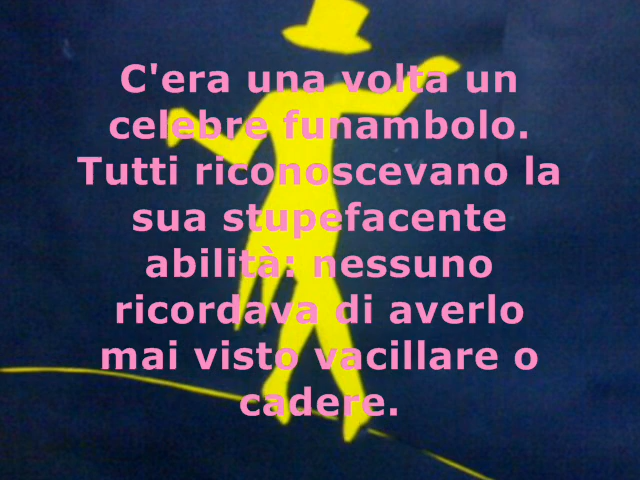 C'era una volta un
celebre funambolo.
Tutti riconoscevano la
sua stupefacente
abilità: nessuno
ricordava di averlo
mai visto vacillare o
cadere.